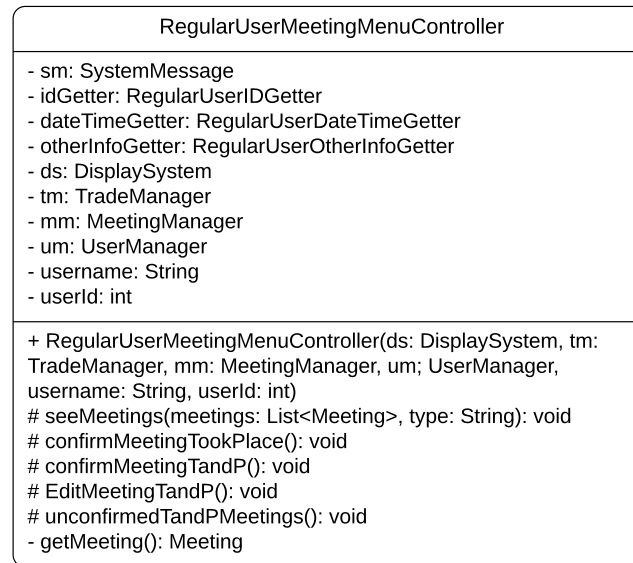 RegularUserMeetingMenuController
- sm: SystemMessage
- idGetter: RegularUserIDGetter
- dateTimeGetter: RegularUserDateTimeGetter
- otherInfoGetter: RegularUserOtherInfoGetter
- ds: DisplaySystem
- tm: TradeManager
- mm: MeetingManager
- um: UserManager
- username: String
- userId: int
+ RegularUserMeetingMenuController(ds: DisplaySystem, tm:
TradeManager, mm: MeetingManager, um; UserManager,
username: String, userId: int)
# seeMeetings(meetings: List<Meeting>, type: String): void
# confirmMeetingTookPlace(): void
# confirmMeetingTandP(): void
# EditMeetingTandP(): void
# unconfirmedTandPMeetings(): void
- getMeeting(): Meeting